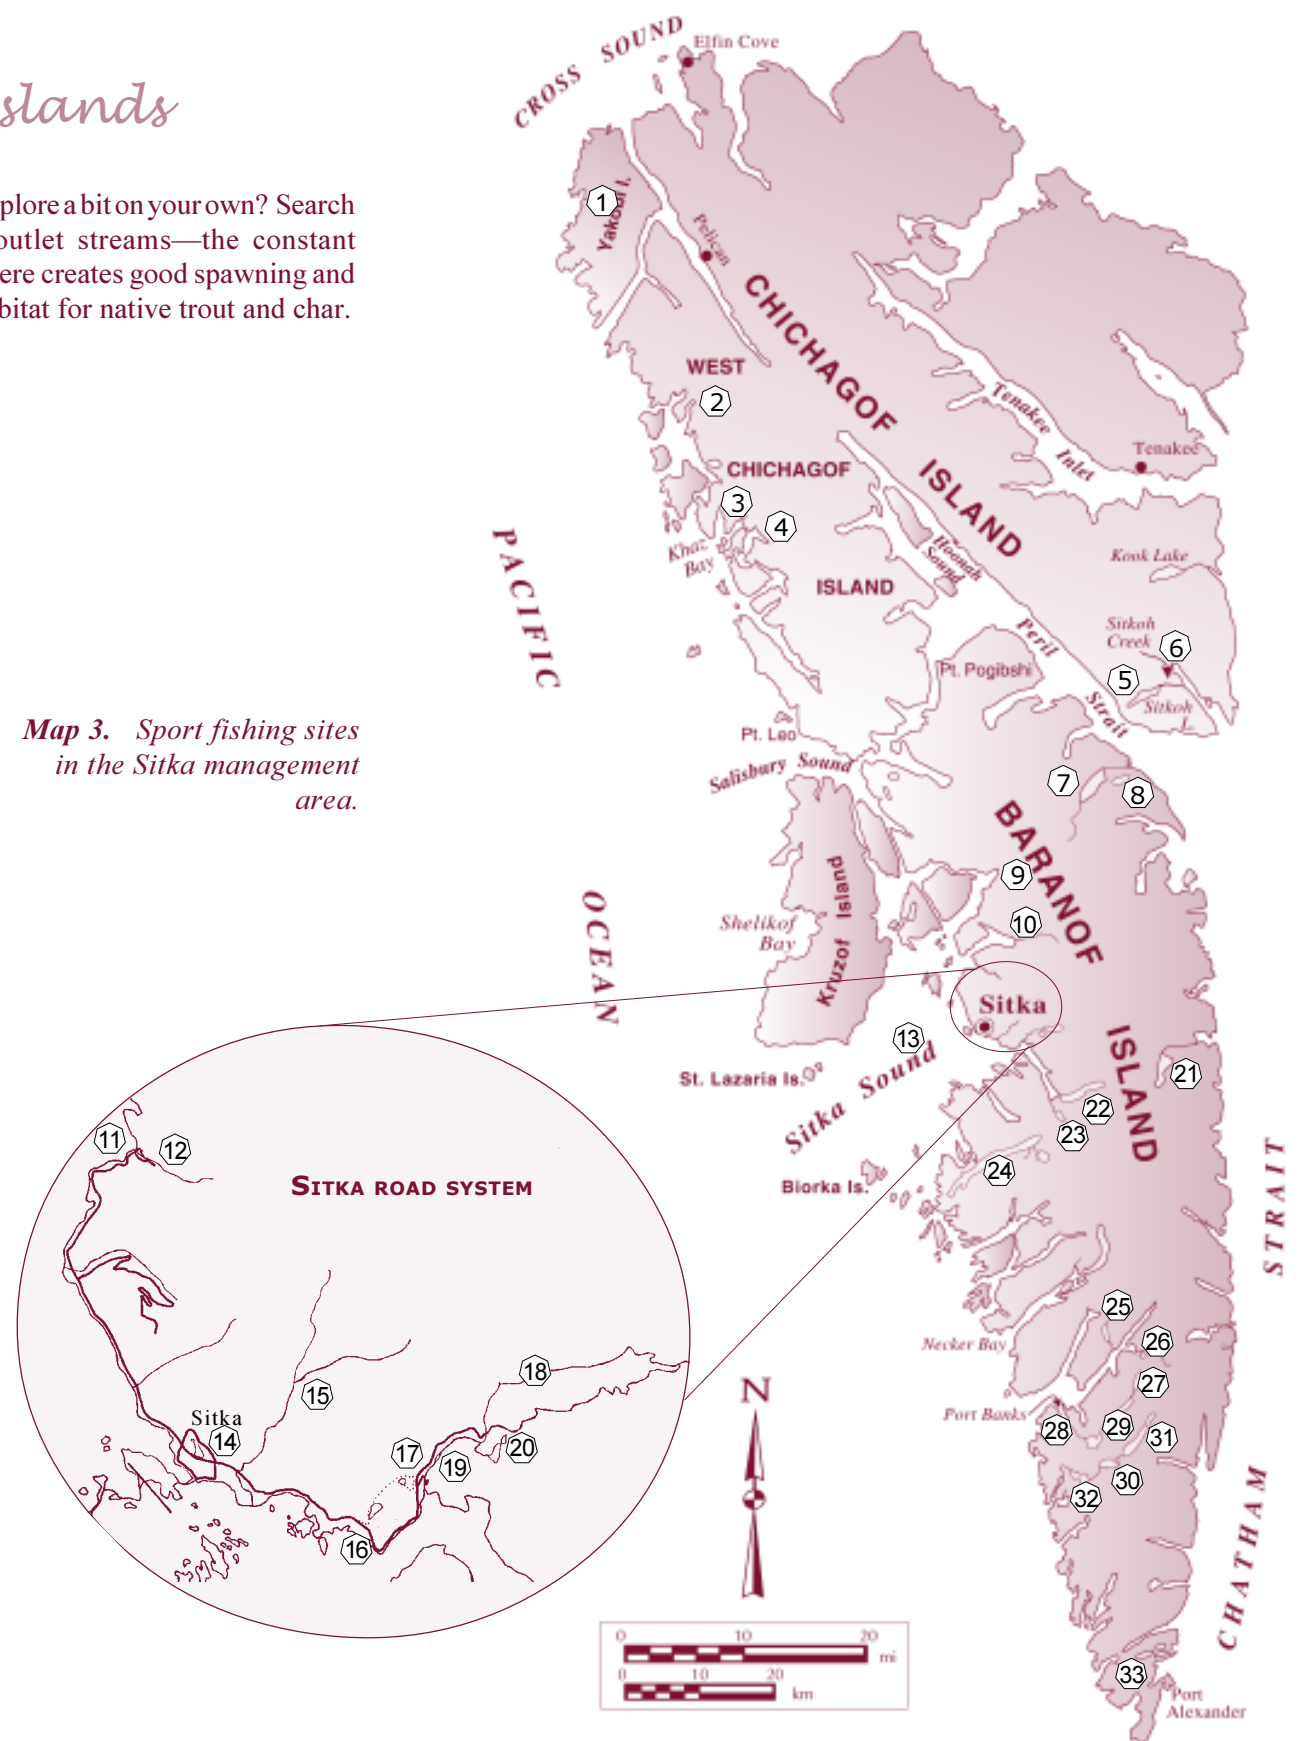 slands
plore a bit on your own? Search
outlet streams—the constant
ere creates good spawning and
bitat for native trout and char.
Map 3. Sport fishing sites
in the Sitka management
area.
CROSS SOUND
Elfin Cove
1
Yakobi I.
Pelican
CHICHAGOF
ISLAND
WEST
2
CHICHAGOF
3
4
ISLAND
Khaz
Bay
Tenakee
Inlet
Tenakee
Hoonah
Sound
Kook Lake
Peril
Strait
Sitkoh
Creek
6
5
Sitkoh
L.
PACIFIC
OCEAN
Pt. Pogibshi
Pt. Leo
Salisbury Sound
7
8
BARANOF
ISLAND
9
10
Kruzof Island
Shelikof
Bay
Sitka
13
St. Lazaria Is.
Sitka Sound
Biorka Is.
21
22
23
24
STRAIT
CHATHAM
SITKA ROAD SYSTEM
11
12
Sitka
14
15
16
17
18
19
20
25
26
27
Necker Bay
Port Banks
28
29
31
30
32
33
Port
Alexander
N
0 10 20
mi
0 10 20
km